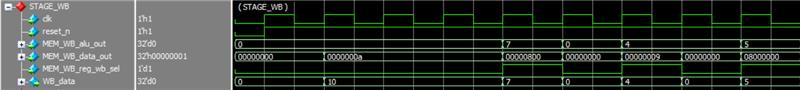 STAGE_WB (STAGE_WB)
clk 1'h1
reset_n 1'h1
MEM_WB_alu_out 32'd0 0 7 0 4 5
MEM_WB_data_out 32'h00000001 00000000 0000000a 00000800 00000000 00000009 00000000 08000000
MEM_WB_reg_wb_sel 1'd1
WB_data 32'd0 0 10 7 0 4 0 5